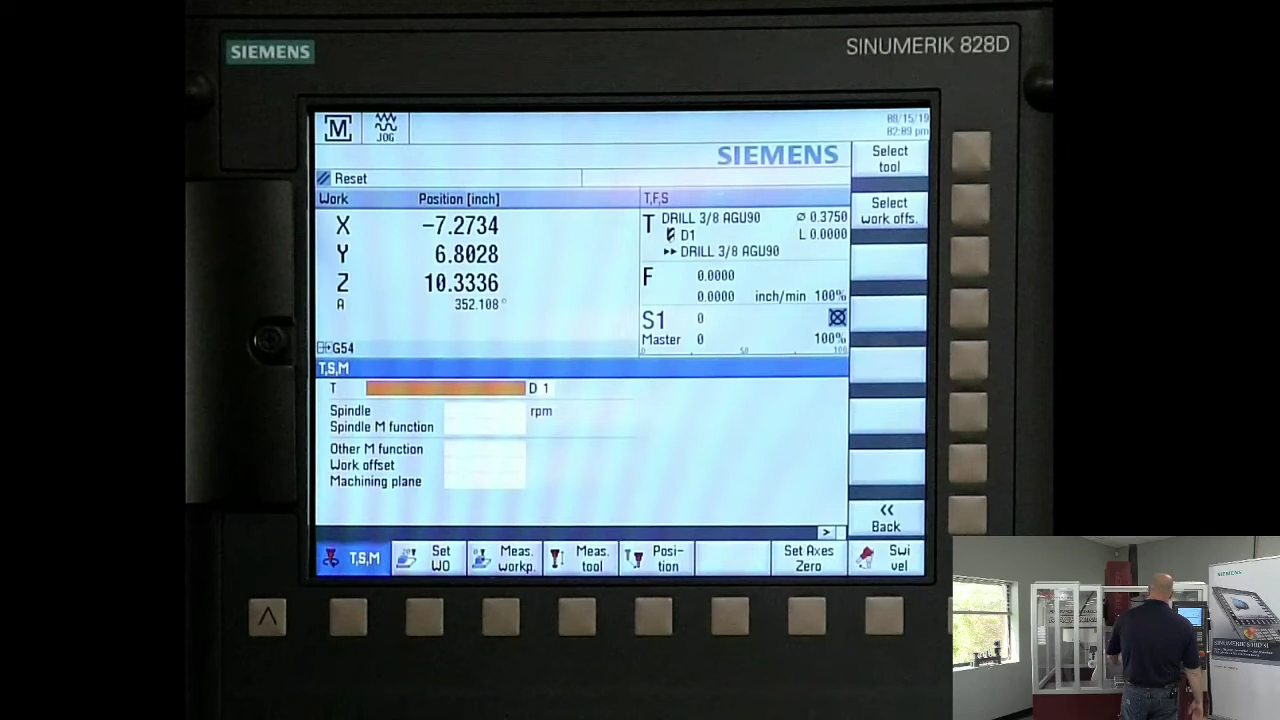 SIEMENS
SINUMERIK 828D
M
JOG
08/15/19
02:09 pm
SIEMENS
Select
tool
Reset
Work Position [inch] T,F,S
X -7.2734
Y 6.8028
Z 10.3336
A 352.108°
G54
T DRILL 3/8 AGU90 ⌀ 0.3750
D1 L 0.0000
DRILL 3/8 AGU90
F 0.0000
0.0000 inch/min 100%
S1 0
Master 0 100%
0 50 100
Select
work offs.
T,S,M
T D 1
Spindle rpm
Spindle M function
Other M function
Work offset
Machining plane
«
Back
>
T,S,M
Set
WO
Meas.
workp.
Meas.
tool
Posi-
tion
Set Axes
Zero
Swi
vel
SIEMENS